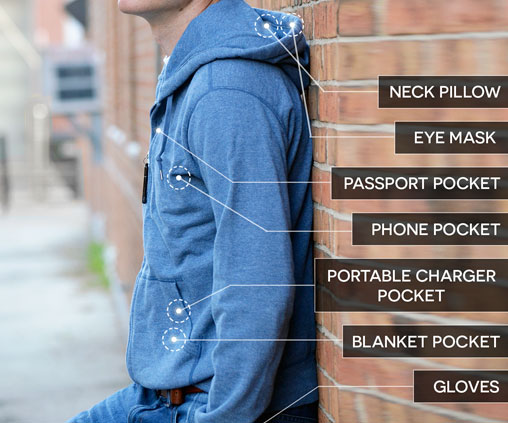 NECK PILLOW
EYE MASK
PASSPORT POCKET
PHONE POCKET
PORTABLE CHARGER
POCKET
BLANKET POCKET
GLOVES